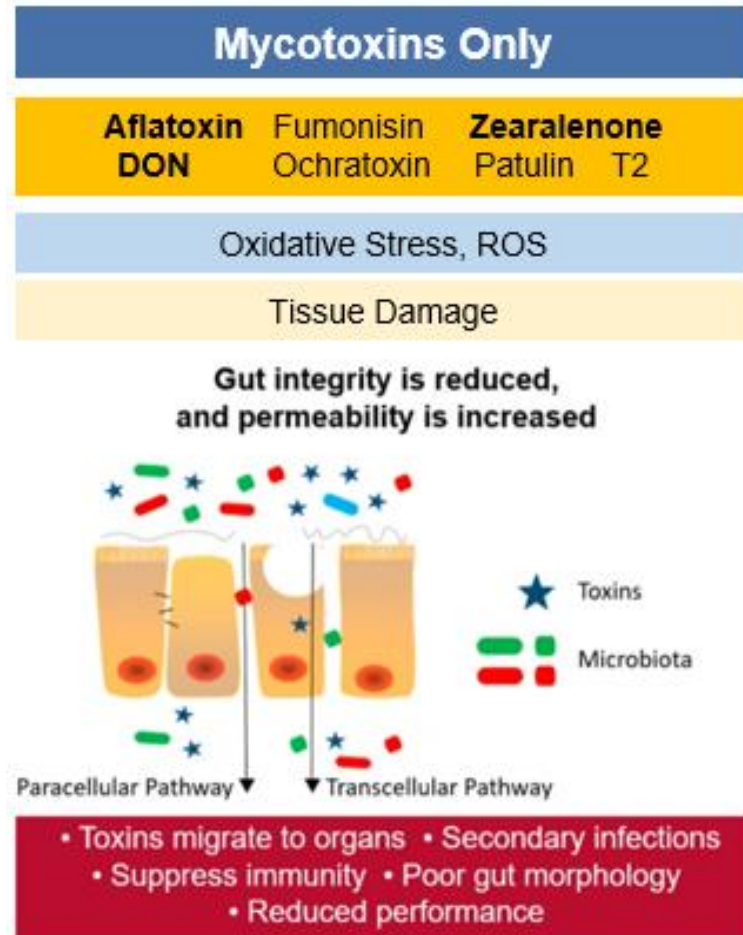 Mycotoxins Only
Aflatoxin Fumonisin Zearalenone
DON Ochratoxin Patulin T2
Oxidative Stress, ROS
Tissue Damage
Gut integrity is reduced,
and permeability is increased
Toxins
Microbiota
Paracellular Pathway Transcellular Pathway
• Toxins migrate to organs • Secondary infections
• Suppress immunity • Poor gut morphology
• Reduced performance